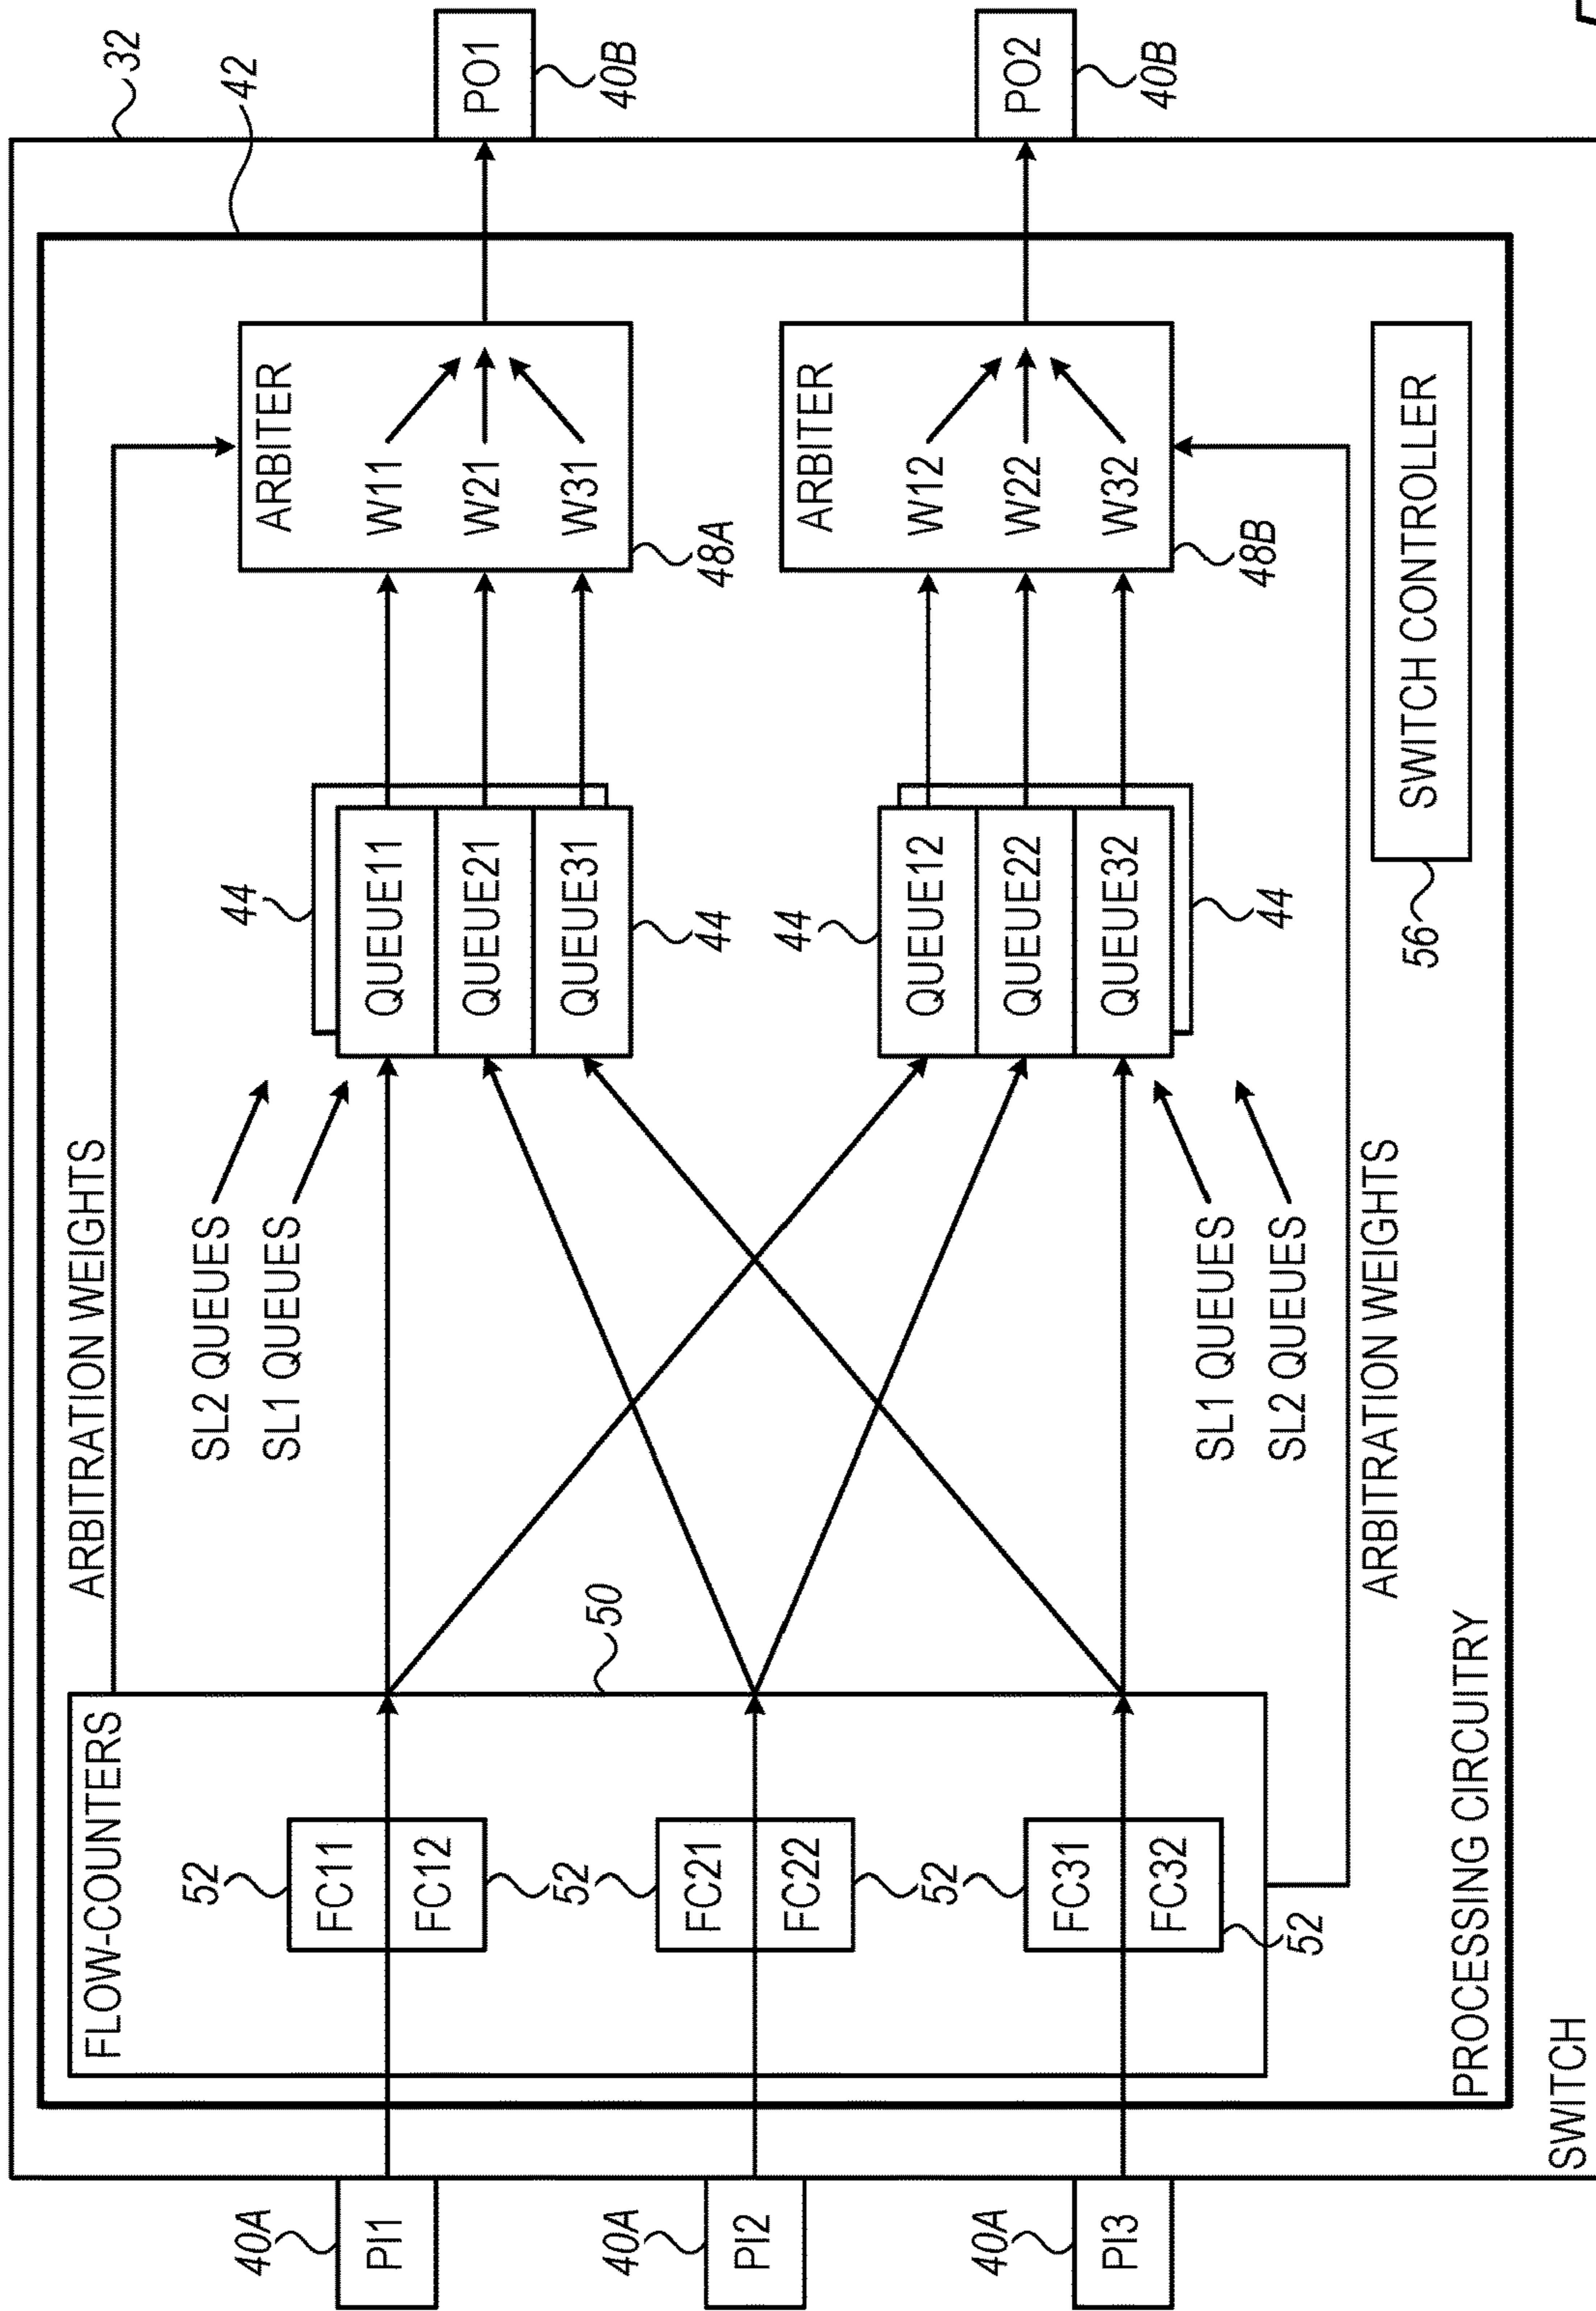 32
42
SWITCH
PROCESSING CIRCUITRY
40A
PI1
40A
PI2
40A
PI3
FLOW-COUNTERS
50
52
FC11
FC12
52
52
FC21
FC22
52
FC31
FC32
52
ARBITRATION WEIGHTS
SL2 QUEUES
SL1 QUEUES
44
QUEUE11
QUEUE21
QUEUE31
44
44
QUEUE12
QUEUE22
QUEUE32
44
SL1 QUEUES
SL2 QUEUES
ARBITRATION WEIGHTS
ARBITER
W11
W21
W31
48A
ARBITER
W12
W22
W32
48B
SWITCH CONTROLLER
56
PO1
40B
PO2
40B